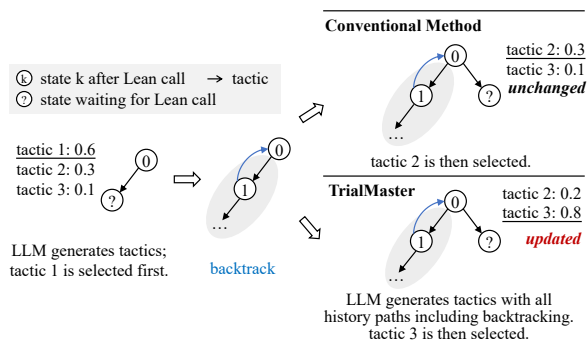 k state k after Lean call → tactic
? state waiting for Lean call
tactic 1: 0.6
tactic 2: 0.3
tactic 3: 0.1
0
?
LLM generates tactics;
tactic 1 is selected first.
0
1
...
backtrack
Conventional Method
0
1
?
...
tactic 2: 0.3
tactic 3: 0.1
unchanged
tactic 2 is then selected.
TrialMaster
0
1
?
...
tactic 2: 0.2
tactic 3: 0.8
updated
LLM generates tactics with all
history paths including backtracking.
tactic 3 is then selected.